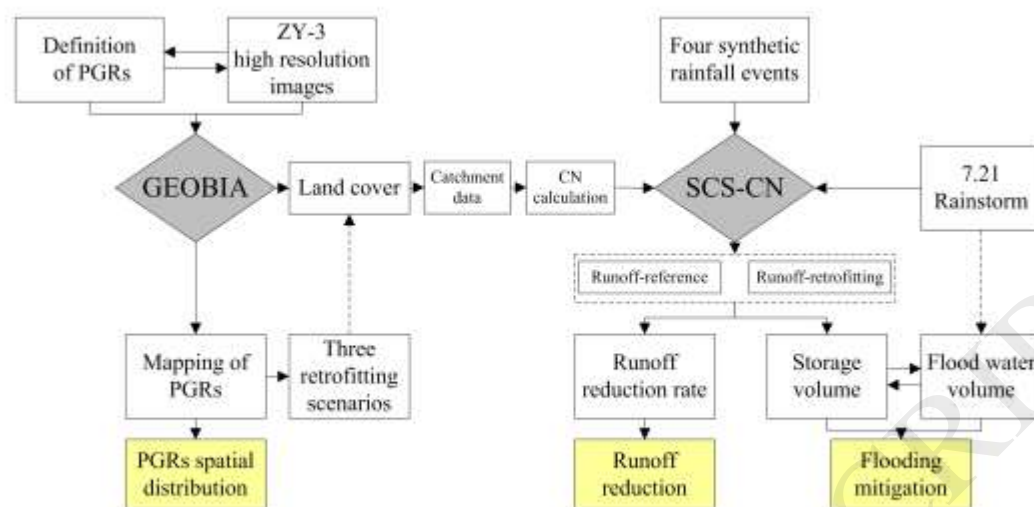 Definition
of PGRs
ZY-3
high resolution
images
Four synthetic
rainfall events
GEOBIA
Land cover
Catchment
data
CN
calculation
SCS-CN
7.21
Rainstorm
Runoff-reference
Runoff-retrofitting
Mapping of
PGRs
Three
retrofitting
scenarios
Runoff
reduction rate
Storage
volume
Flood water
volume
PGRs spatial
distribution
Runoff
reduction
Flooding
mitigation